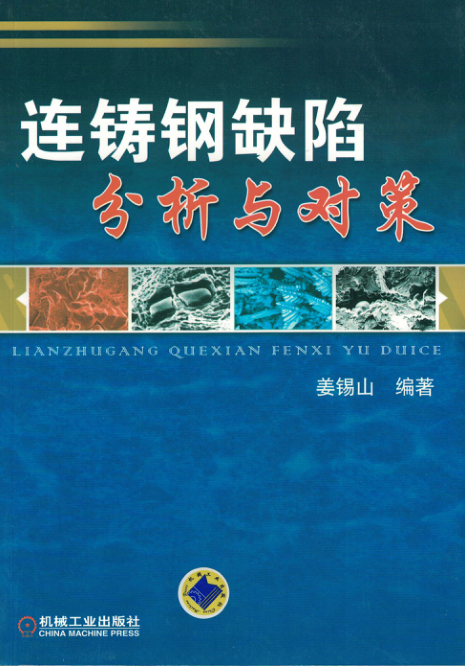 连铸钢缺陷
分析与对策
LIANZHUGANG QUEXIAN FENXI YU DUICE
姜锡山 编著
机械工业出版社
CHINA MACHINE PRESS